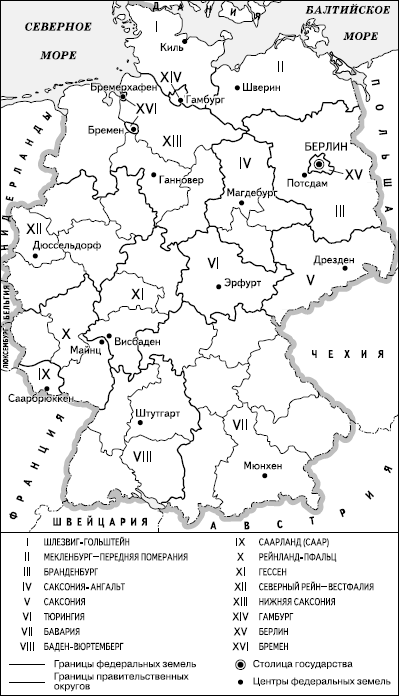 ДАНИЯ
СЕВЕРНОЕ
МОРЕ
БАЛТИЙСКОЕ
МОРЕ
I
Киль
II
XIV
Бремерхафен
Шверин
Гамбург
XVI
Бремен
XIII
ПОЛЬША
НИДЕРЛАНДЫ
БЕРЛИН
IV
XV
Ганновер
Потсдам
Магдебург
III
XII
Дюссельдорф
VI
Эрфурт
Дрезден
V
БЕЛЬГИЯ
XI
ЛЮКСЕМБУРГ
X
Висбаден
Майнц
ЧЕХИЯ
IX
Саарбрюккен
Штутгарт
VII
VIII
Мюнхен
ФРАНЦИЯ
ШВЕЙЦАРИЯ
АВСТРИЯ
I ШЛЕЗВИГ-ГОЛЬШТЕЙН
II МЕКЛЕНБУРГ—ПЕРЕДНЯЯ ПОМЕРАНИЯ
III БРАНДЕНБУРГ
IV САКСОНИЯ-АНГАЛЬТ
V САКСОНИЯ
VI ТЮРИНГИЯ
VII БАВАРИЯ
VIII БАДЕН-ВЮРТЕМБЕРГ
IX СААРЛАНД (СААР)
X РЕЙНЛАНД-ПФАЛЬЦ
XI ГЕССЕН
XII СЕВЕРНЫЙ РЕЙН—ВЕСТФАЛИЯ
XIII НИЖНЯЯ САКСОНИЯ
XIV ГАМБУРГ
XV БЕРЛИН
XVI БРЕМЕН
Границы федеральных земель
Границы правительственных
округов
Столица государства
Центры федеральных земель